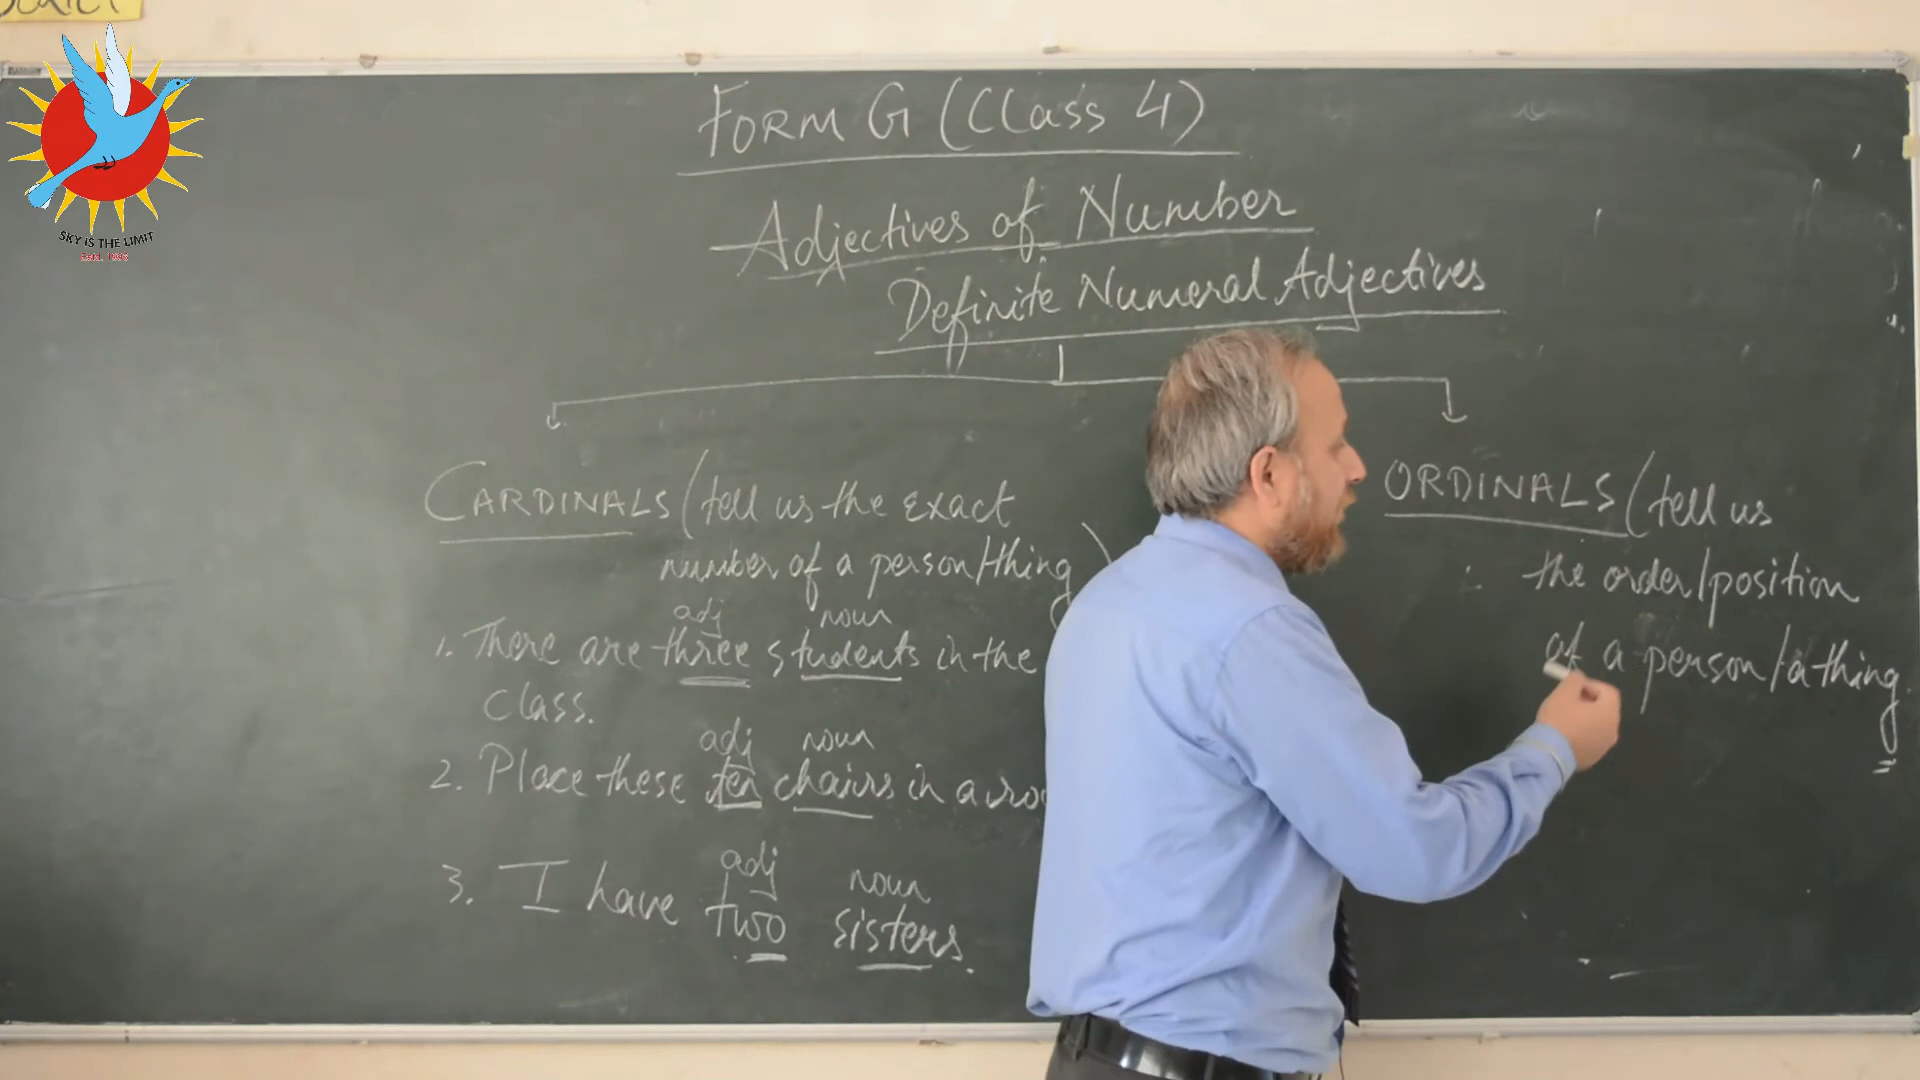 FORM G (Class 4)
Adjectives of Number
Definite Numeral Adjectives
CARDINALS (tell us the exact
number of a person/thing)
adj noun
1. There are three students in the
class.
adj noun
2. Place these ten chairs in a
adj noun
3. I have two sisters.
ORDINALS (tell us
the order/position
of a person/a thing
SKY IS THE LIMIT